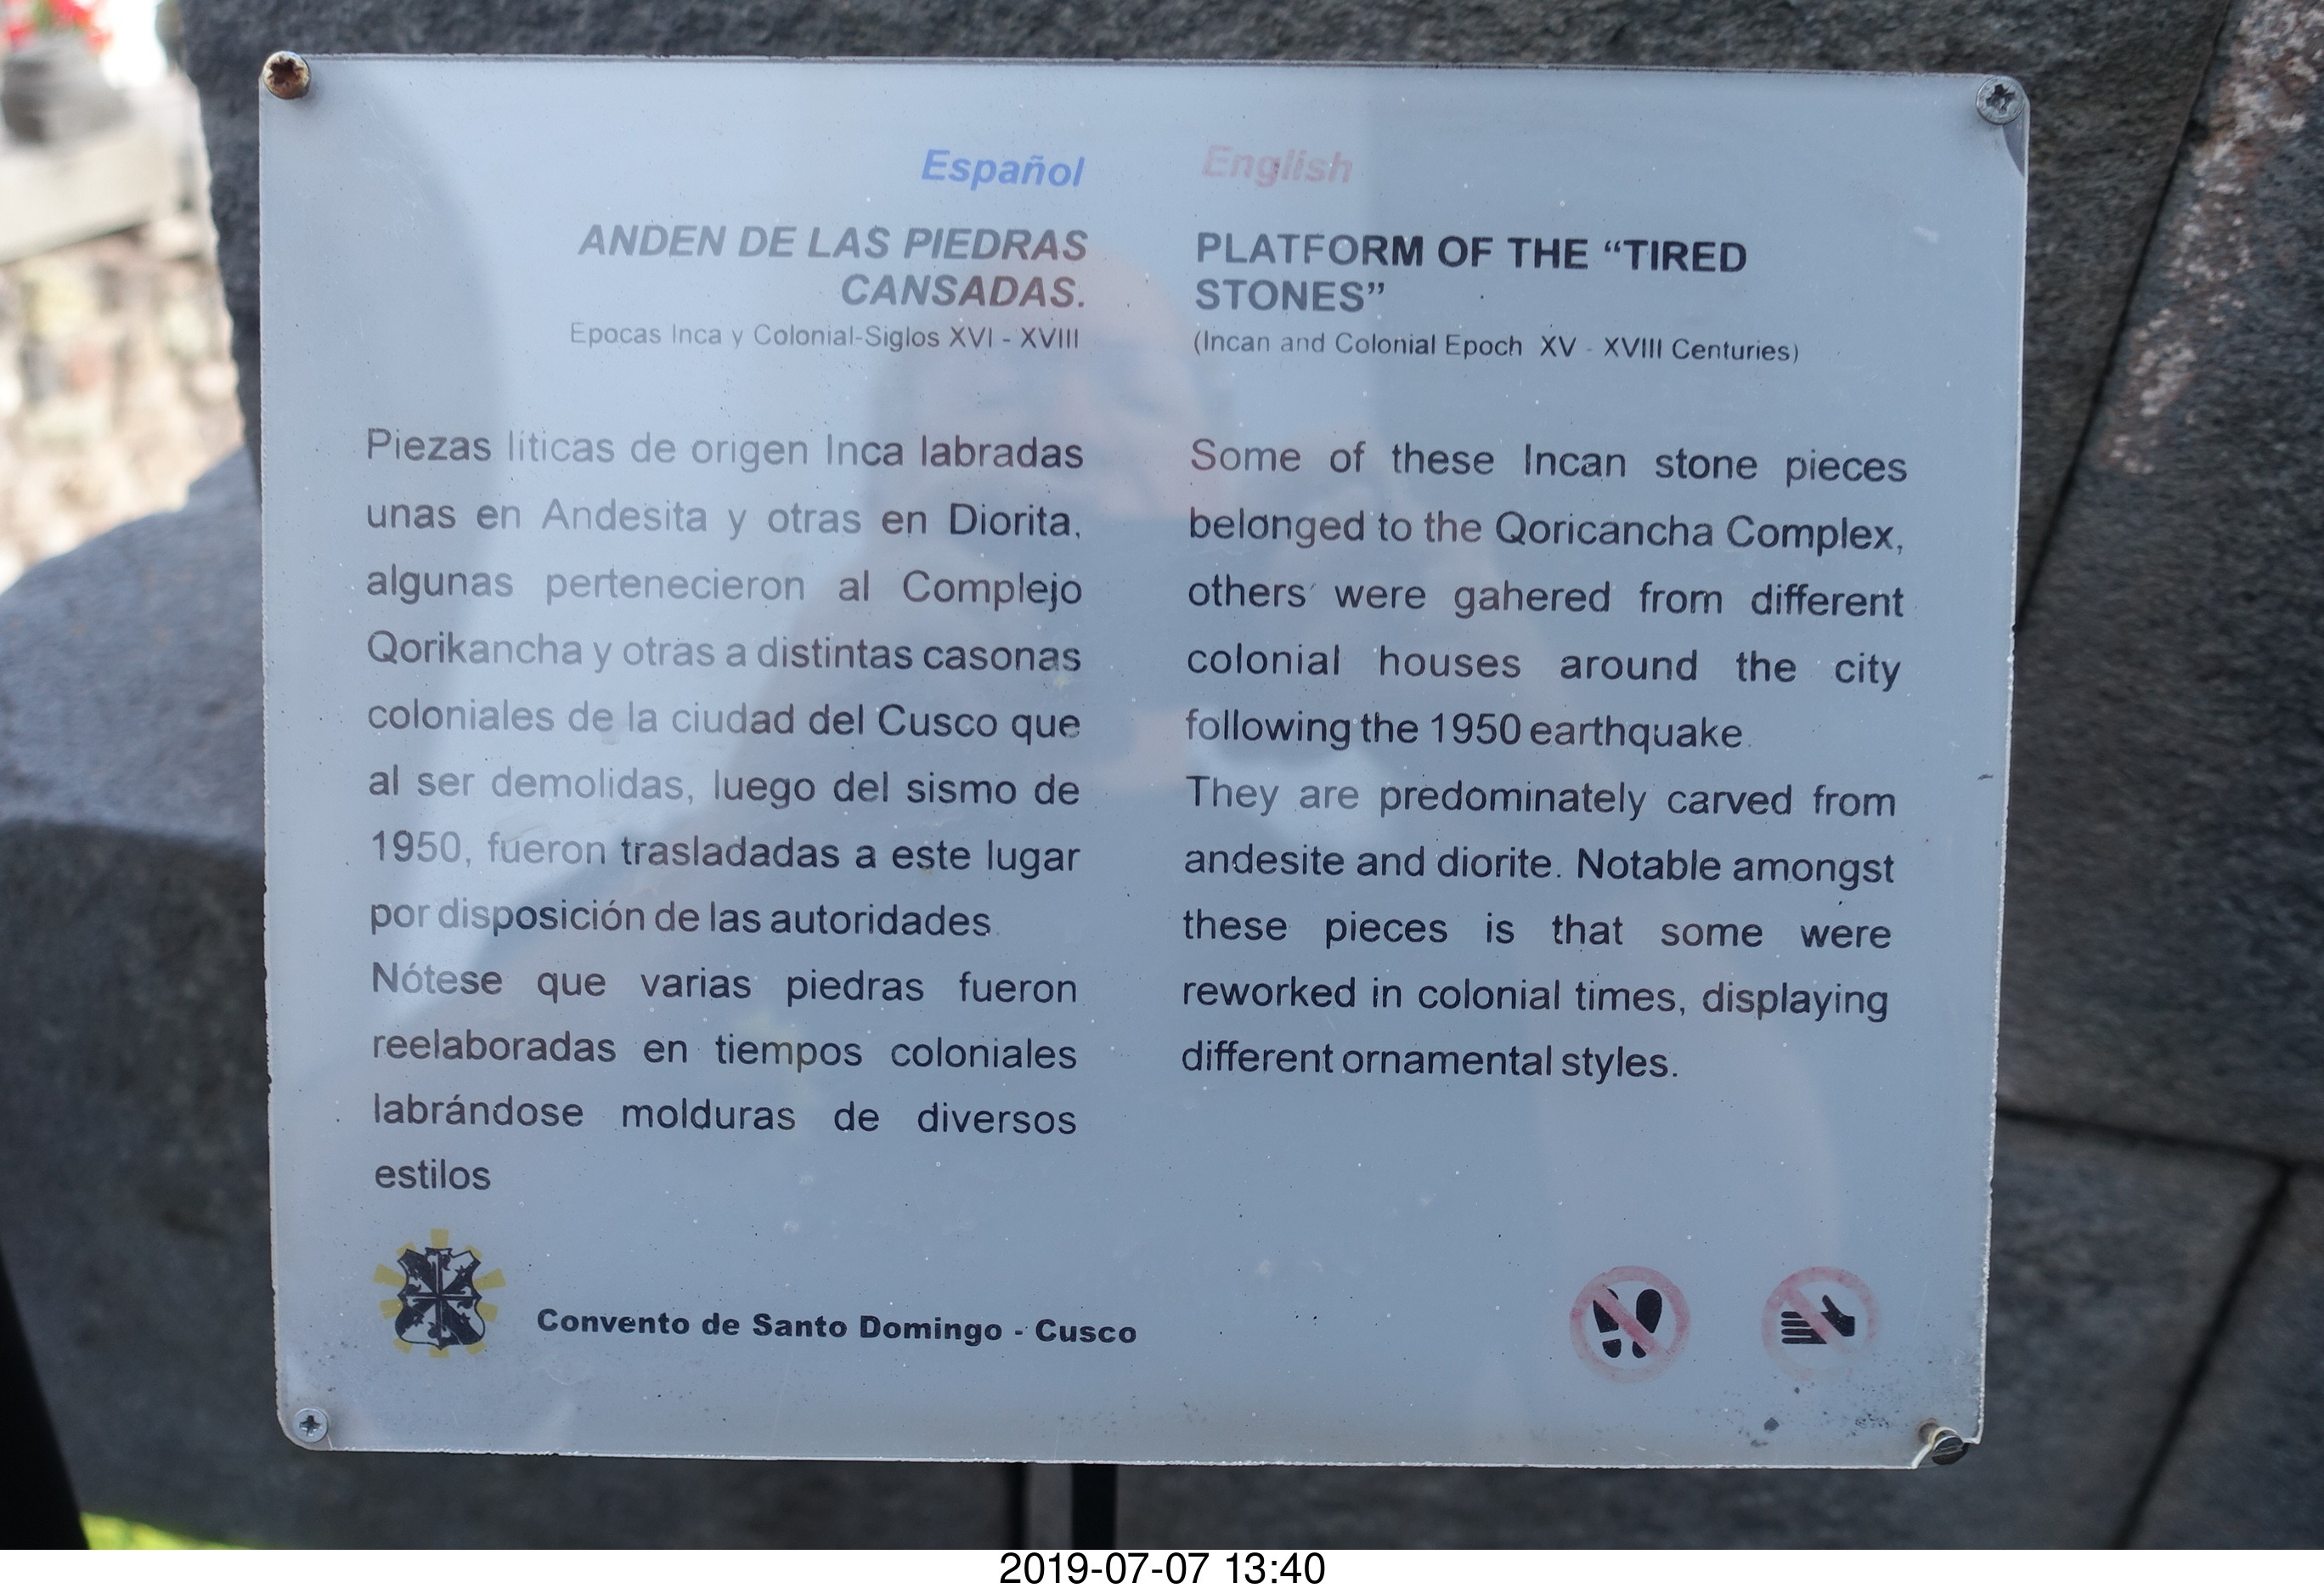 Español
ANDEN DE LAS PIEDRAS
CANSADAS.
Epocas Inca y Colonial-Siglos XVI - XVIII
Piezas líticas de origen Inca labradas
unas en Andesita y otras en Diorita,
algunas pertenecieron al Complejo
Qorikancha y otras a distintas casonas
coloniales de la ciudad del Cusco que
al ser demolidas, luego del sismo de
1950, fueron trasladadas a este lugar
por disposición de las autoridades.
Nótese que varias piedras fueron
reelaboradas en tiempos coloniales
labrándose molduras de diversos
estilos
English
PLATFORM OF THE “TIRED
STONES”
(Incan and Colonial Epoch XV - XVIII Centuries)
Some of these Incan stone pieces
belonged to the Qoricancha Complex,
others were gahered from different
colonial houses around the city
following the 1950 earthquake.
They are predominately carved from
andesite and diorite. Notable amongst
these pieces is that some were
reworked in colonial times, displaying
different ornamental styles.
Convento de Santo Domingo - Cusco
2019-07-07 13:40